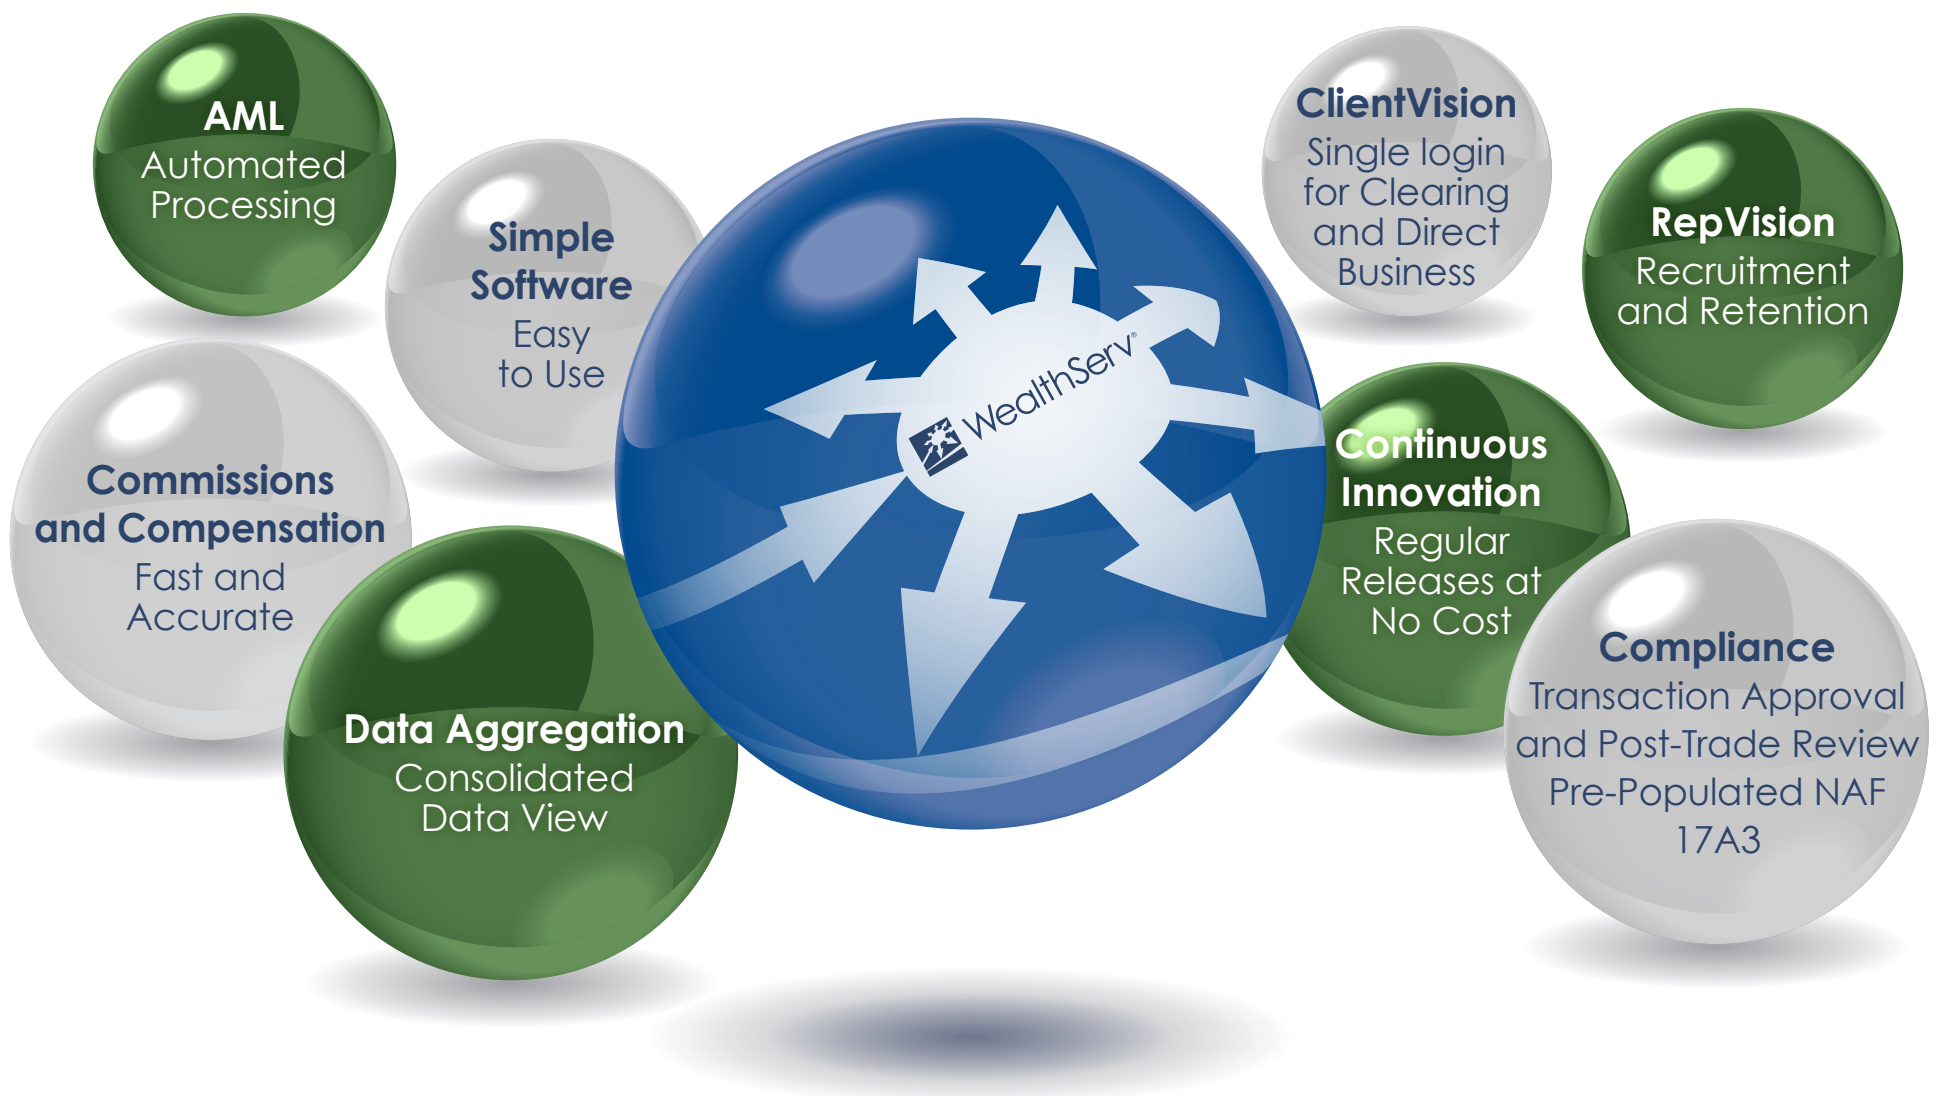 AML
Automated
Processing
Simple
Software
Easy
to Use
Commissions
and Compensation
Fast and
Accurate
Data Aggregation
Consolidated
Data View
WealthServ®
ClientVision
Single login
for Clearing
and Direct
Business
RepVision
Recruitment
and Retention
Continuous
Innovation
Regular
Releases at
No Cost
Compliance
Transaction Approval
and Post-Trade Review
Pre-Populated NAF
17A3